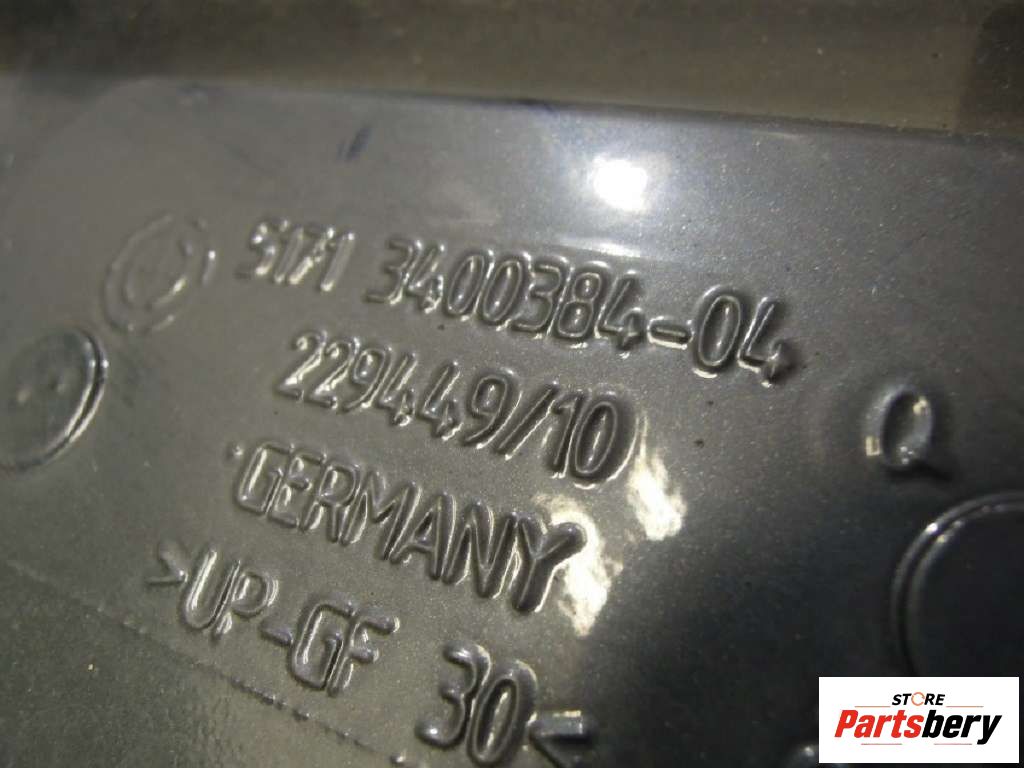 5171 3400384-04
229449/10
GERMANY
Q
>UP-GF 30<
STORE
Partsbery